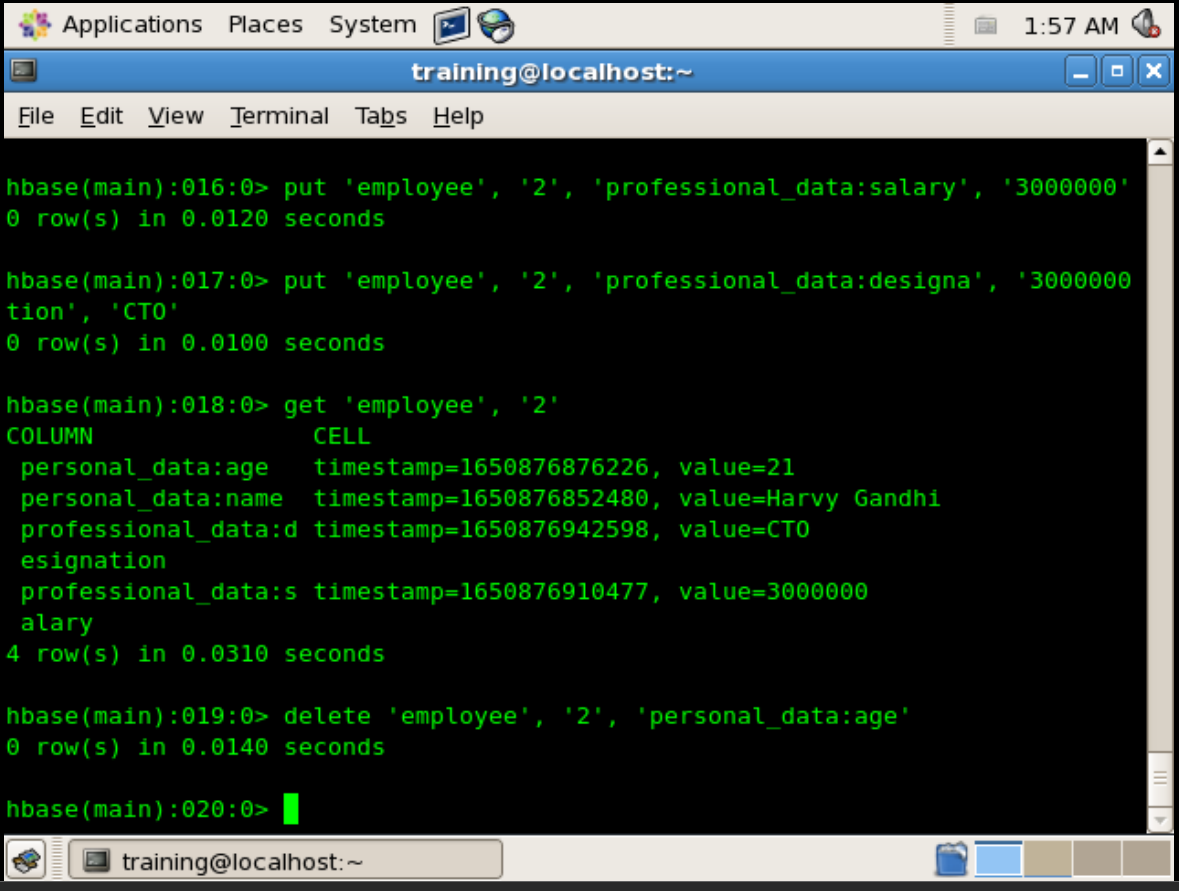 Applications Places System 1:57 AM
training@localhost:~
File Edit View Terminal Tabs Help
hbase(main):016:0> put 'employee', '2', 'professional_data:salary', '3000000'
0 row(s) in 0.0120 seconds
hbase(main):017:0> put 'employee', '2', 'professional_data:designa', '3000000
tion', 'CTO'
0 row(s) in 0.0100 seconds
hbase(main):018:0> get 'employee', '2'
COLUMN CELL
personal_data:age timestamp=1650876876226, value=21
personal_data:name timestamp=1650876852480, value=Harvy Gandhi
professional_data:d timestamp=1650876942598, value=CTO
esignation
professional_data:s timestamp=1650876910477, value=3000000
alary
4 row(s) in 0.0310 seconds
hbase(main):019:0> delete 'employee', '2', 'personal_data:age'
0 row(s) in 0.0140 seconds
hbase(main):020:0>
training@localhost:~